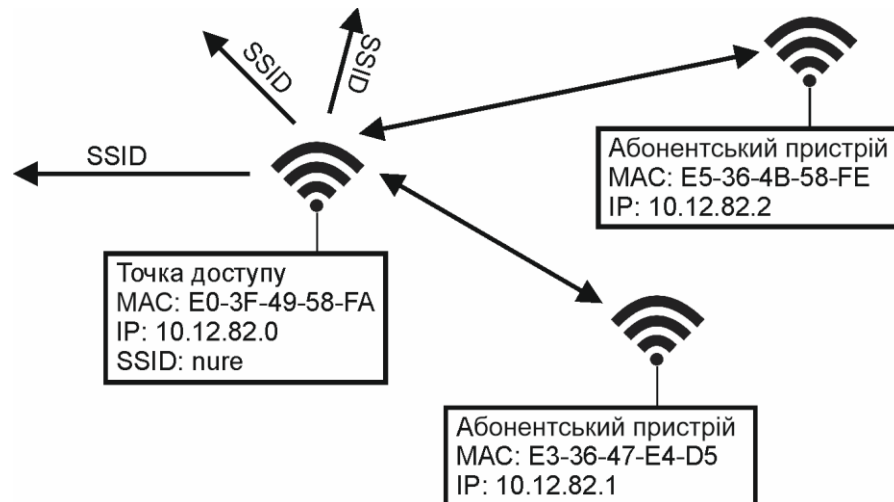 SSID
SSID
SSID
Абонентський пристрій
MAC: E5-36-4B-58-FE
IP: 10.12.82.2
Точка доступу
MAC: E0-3F-49-58-FA
IP: 10.12.82.0
SSID: nure
Абонентський пристрій
MAC: E3-36-47-E4-D5
IP: 10.12.82.1